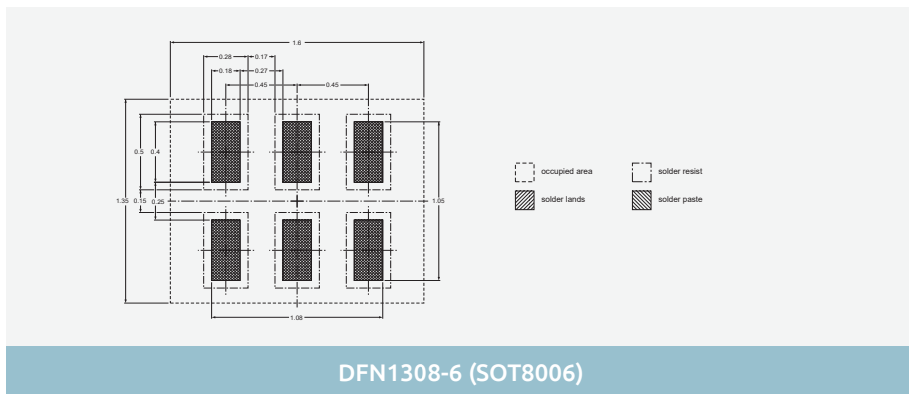 1.6
0.28 0.17
0.18 0.27
0.45 0.45
0.5 0.4
occupied area solder resist
1.35 0.15 0.25 1.05
solder lands solder paste
1.08
DFN1308-6 (SOT8006)